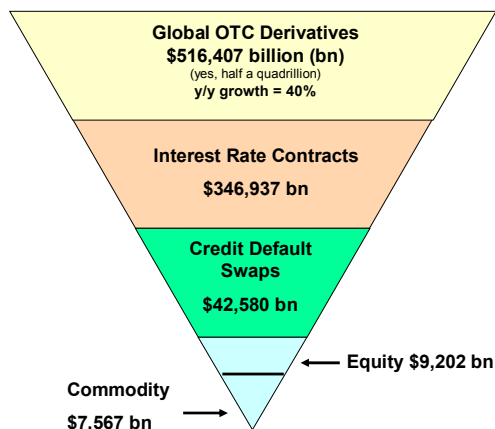 Global OTC Derivatives
$516,407 billion (bn)
(yes, half a quadrillion)
y/y growth = 40%
Interest Rate Contracts
$346,937 bn
Credit Default
Swaps
$42,580 bn
Equity $9,202 bn
Commodity
$7,567 bn